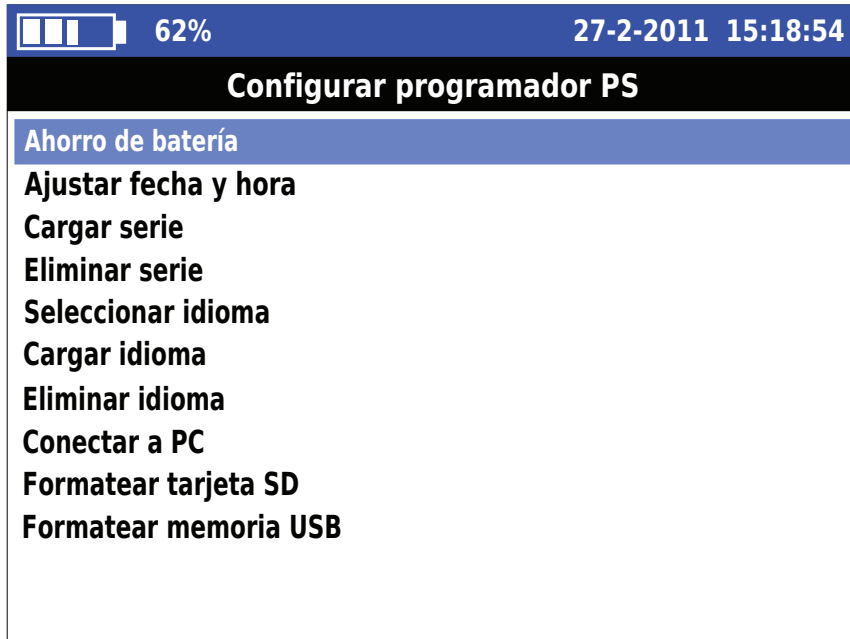 62% 27-2-2011 15:18:54
Configurar programador PS
Ahorro de batería
Ajustar fecha y hora
Cargar serie
Eliminar serie
Seleccionar idioma
Cargar idioma
Eliminar idioma
Conectar a PC
Formatear tarjeta SD
Formatear memoria USB